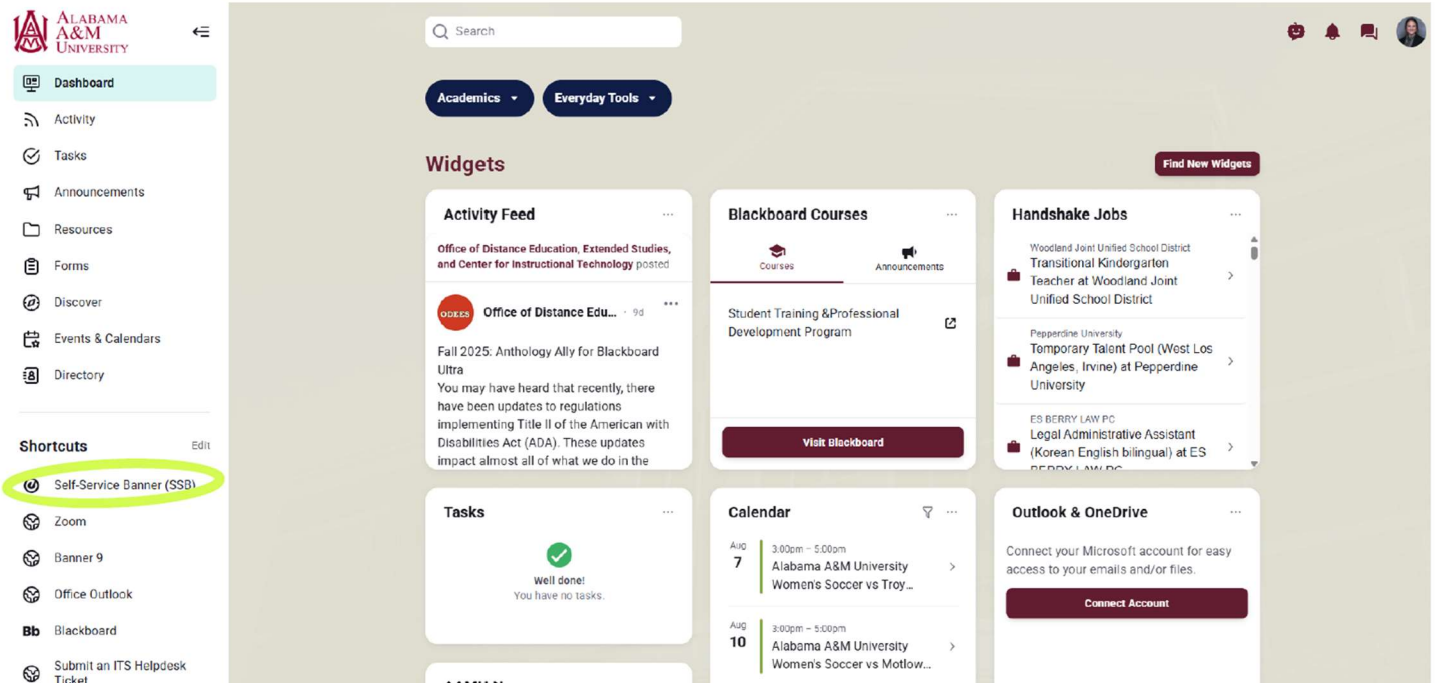 ALABAMA
A&M
UNIVERSITY
Dashboard
Activity
Tasks
Announcements
Resources
Forms
Discover
Events & Calendars
Directory
Shortcuts
Edit
Self-Service Banner (SSB)
Zoom
Banner 9
Office Outlook
Bb Blackboard
Submit an ITS Helpdesk
Ticket
Search
Academics
Everyday Tools
Widgets
Find New Widgets
Activity Feed
Office of Distance Education, Extended Studies,
and Center for Instructional Technology posted
ODEES
Office of Distance Edu... · 9d
Fall 2025: Anthology Ally for Blackboard
Ultra
You may have heard that recently, there
have been updates to regulations
implementing Title II of the American with
Disabilities Act (ADA). These updates
impact almost all of what we do in the
Blackboard Courses
Courses
Announcements
Student Training &Professional
Development Program
Visit Blackboard
Handshake Jobs
Woodland Joint Unified School District
Transitional Kindergarten
Teacher at Woodland Joint
Unified School District
Pepperdine University
Temporary Talent Pool (West Los
Angeles, Irvine) at Pepperdine
University
ES BERRY LAW PC
Legal Administrative Assistant
(Korean English bilingual) at ES
BERRY LAW PC
Tasks
Well done!
You have no tasks.
Calendar
Aug
7
3:00pm – 5:00pm
Alabama A&M University
Women's Soccer vs Troy...
Aug
10
3:00pm – 5:00pm
Alabama A&M University
Women's Soccer vs Motlow...
Outlook & OneDrive
Connect your Microsoft account for easy
access to your emails and/or files.
Connect Account